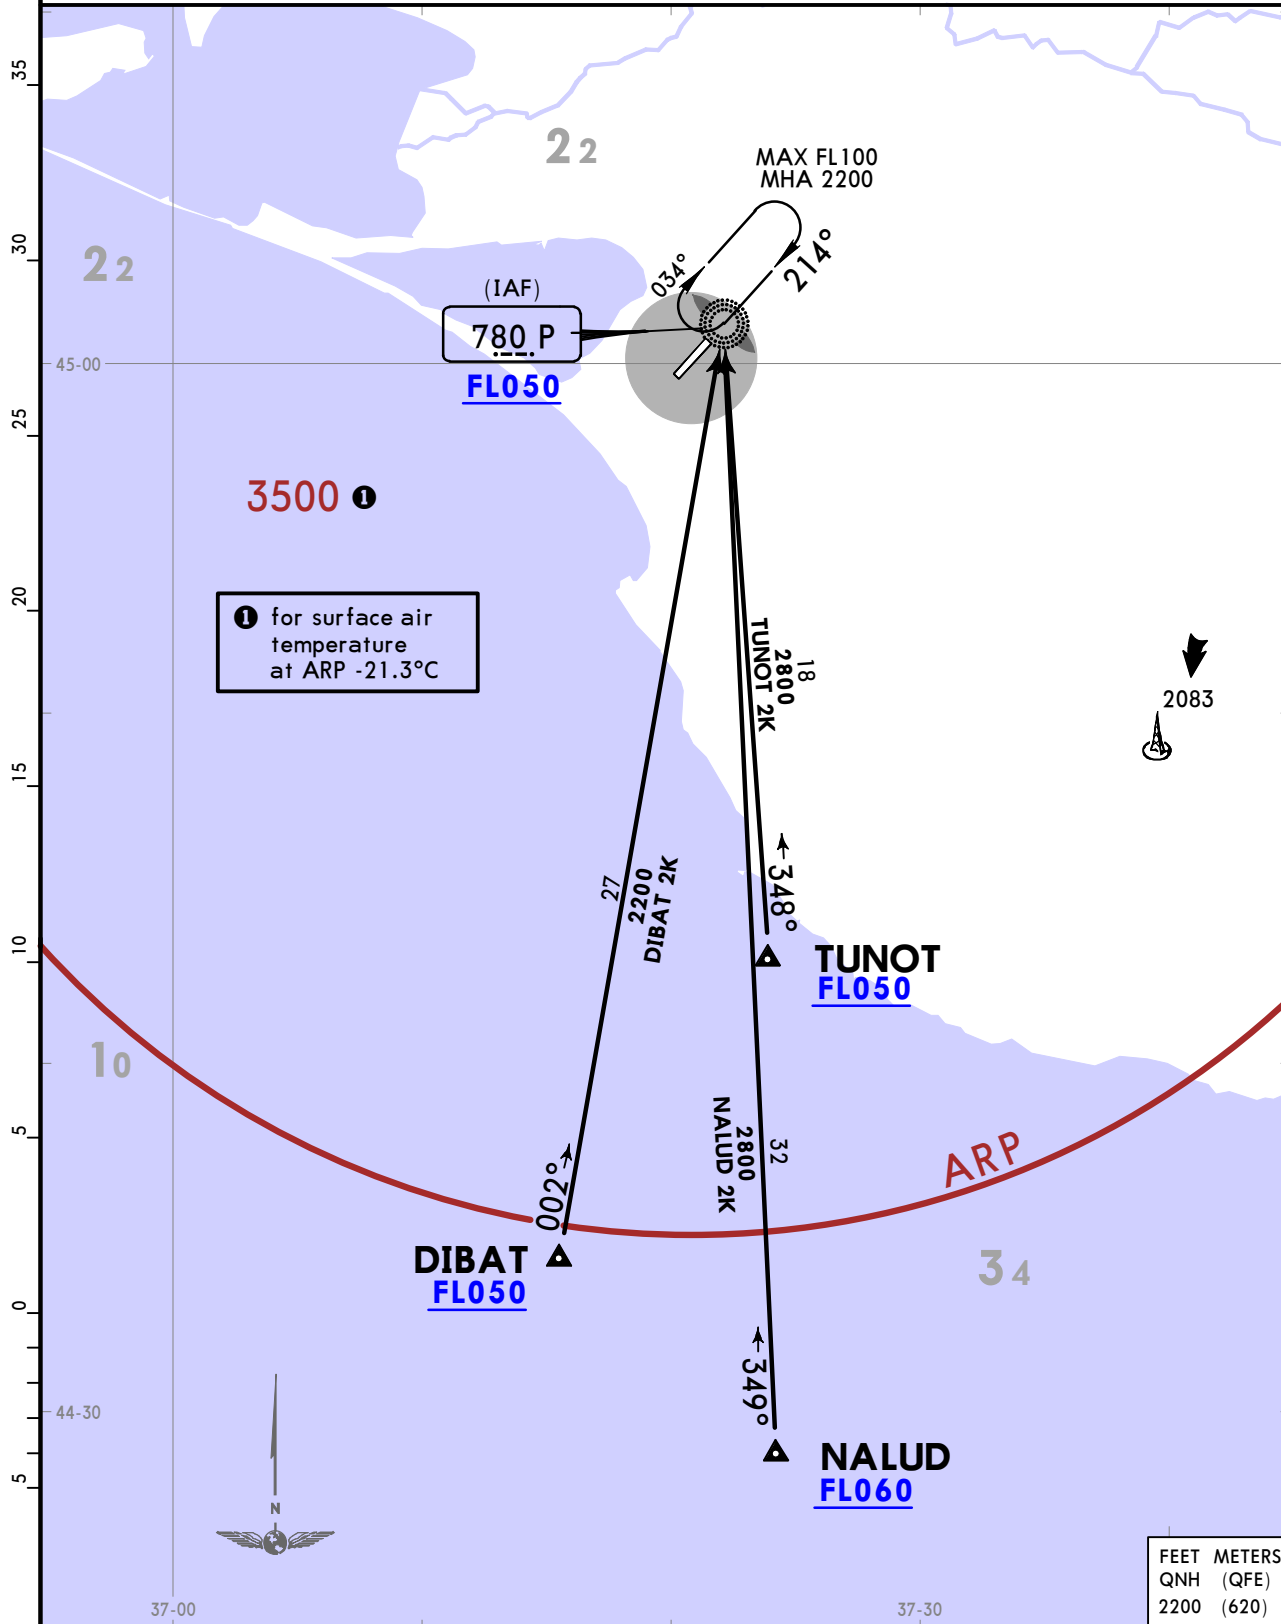 35
30
25
20
15
10
5
0
5
22
MAX FL100
MHA 2200
22
034°
214°
(IAF)
780 P
FL050
45-00
3500 1
1 for surface air
temperature
at ARP -21.3°C
18
2800
TUNOT 2K
2083
27
2200
DIBAT 2K
348°
TUNOT
FL050
10
32
2800
NALUD 2K
ARP
002°
DIBAT
FL050
34
349°
44-30
NALUD
FL060
N
FEET METERS
QNH (QFE)
2200 (620)
37-00
37-30